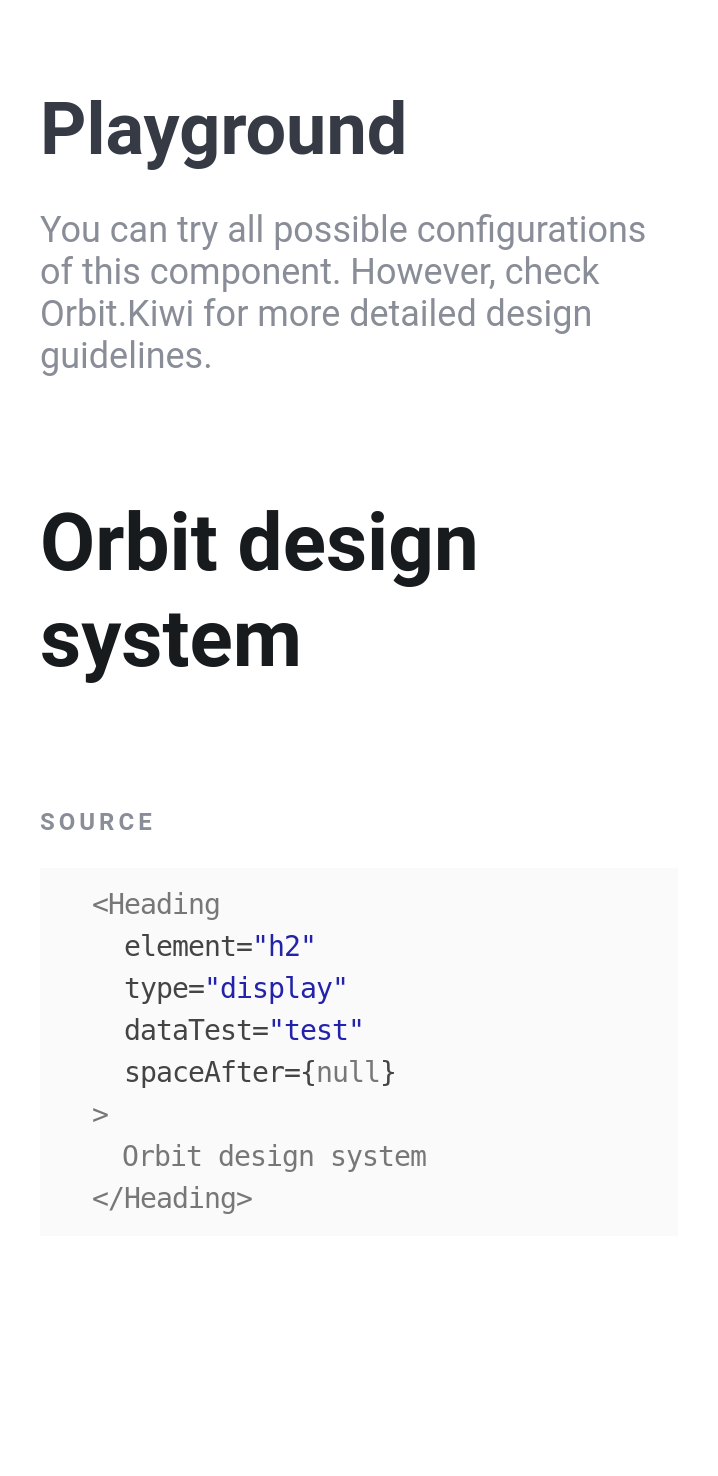 Playground
You can try all possible configurations
of this component. However, check
Orbit.Kiwi for more detailed design
guidelines.
Orbit design
system
SOURCE
<Heading
element="h2"
type="display"
dataTest="test"
spaceAfter={null}
>
Orbit design system
</Heading>